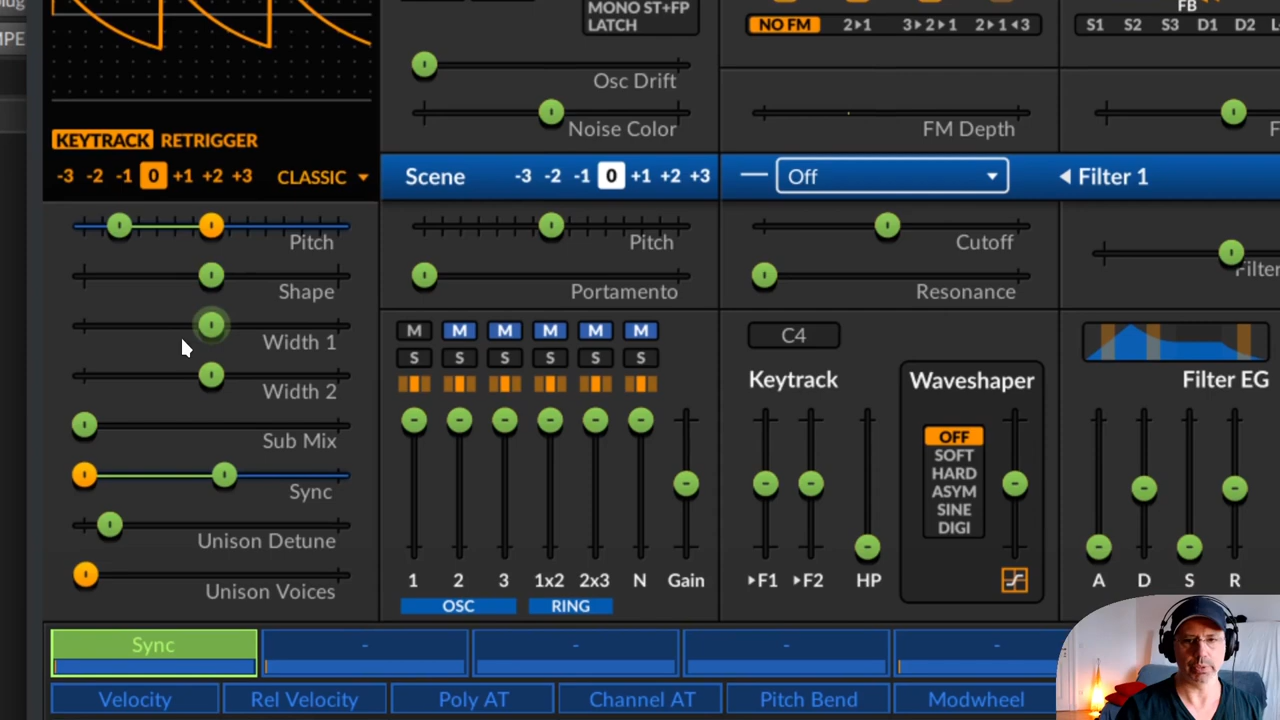 MPE
MONO ST+FP
LATCH
NO FM 2▸1 3▸2▸1 2▸1◂3
FB
S1 S2 S3 D1 D2
Osc Drift
Noise Color
FM Depth
KEYTRACK RETRIGGER
-3 -2 -1 0 +1 +2 +3 CLASSIC
Scene -3 -2 -1 0 +1 +2 +3
Off
Filter 1
Pitch
Shape
Width 1
Width 2
Sub Mix
Sync
Unison Detune
Unison Voices
Pitch
Portamento
Cutoff
Resonance
Filter
M M M M M M
S S S S S S
1 2 3 1x2 2x3 N Gain
OSC RING
C4
Keytrack
▸F1 ▸F2 HP
Waveshaper
OFF
SOFT
HARD
ASYM
SINE
DIGI
Filter EG
A D S R
Sync - - - -
Velocity Rel Velocity Poly AT Channel AT Pitch Bend Modwheel